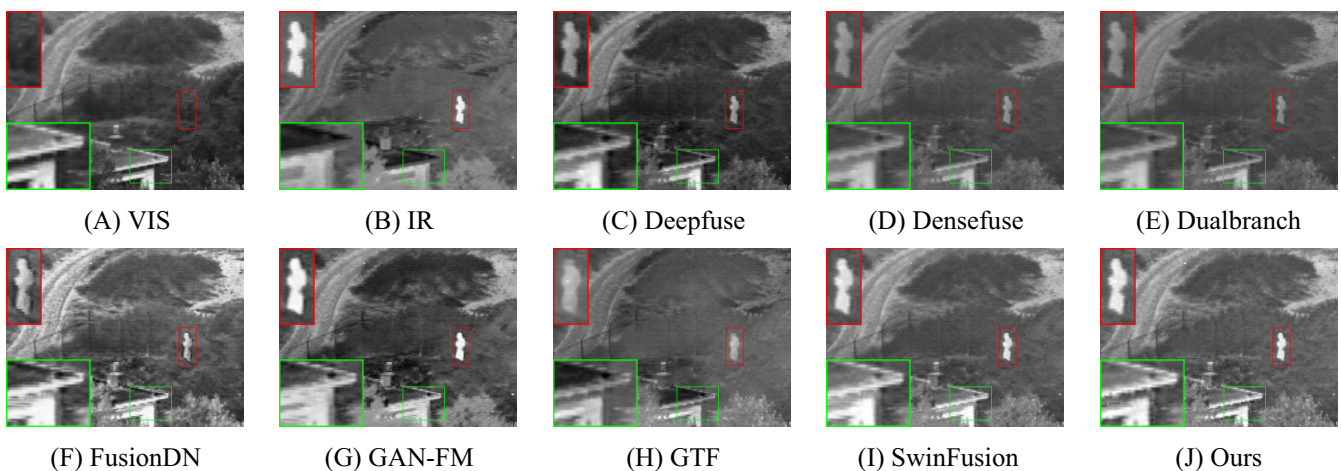 (A) VIS
(B) IR
(C) Deepfuse
(D) Densefuse
(E) Dualbranch
(F) FusionDN
(G) GAN-FM
(H) GTF
(I) SwinFusion
(J) Ours